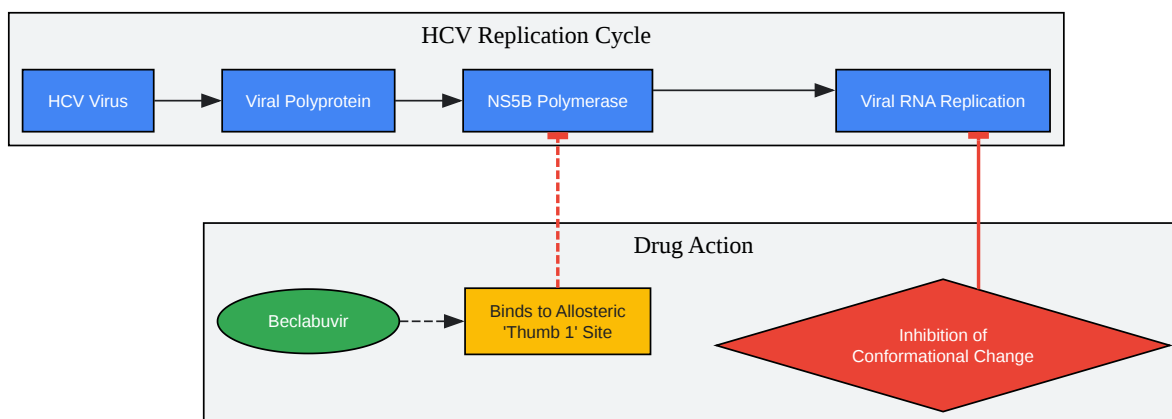 HCV Replication Cycle
HCV Virus
Viral Polyprotein
NS5B Polymerase
Viral RNA Replication
Drug Action
Beclabuvir
Binds to Allosteric
'Thumb 1' Site
Inhibition of
Conformational Change